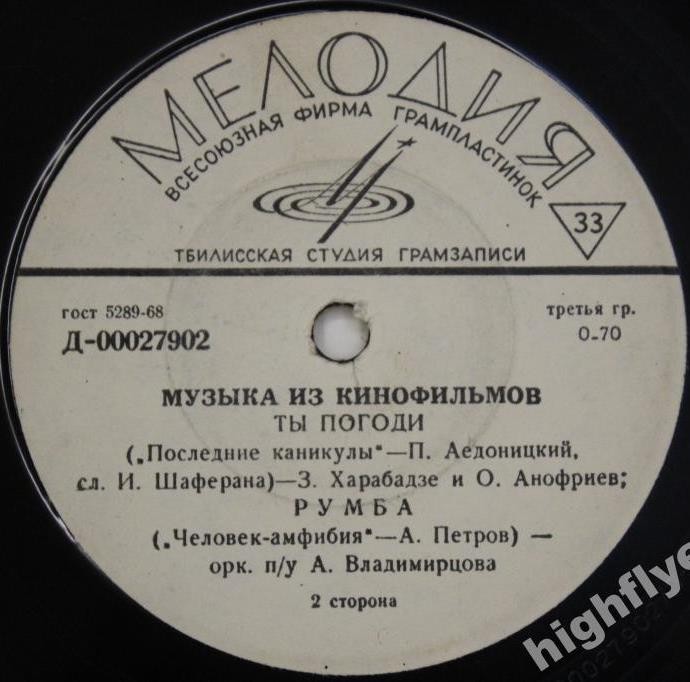 МЕЛОДИЯ
ВСЕСОЮЗНАЯ ФИРМА ГРАМПЛАСТИНОК
33
ТБИЛИССКАЯ СТУДИЯ ГРАМЗАПИСИ
гост 5289-68
третья гр.
Д-00027902
0-70
МУЗЫКА ИЗ КИНОФИЛЬМОВ
ТЫ ПОГОДИ
(„Последние каникулы“—П. Аедоницкий,
сл. И. Шаферана)—З. Харабадзе и О. Анофриев;
РУМБА
(„Человек-амфибия“—А. Петров) —
орк. п/у А. Владимирцова
2 сторона
highflye